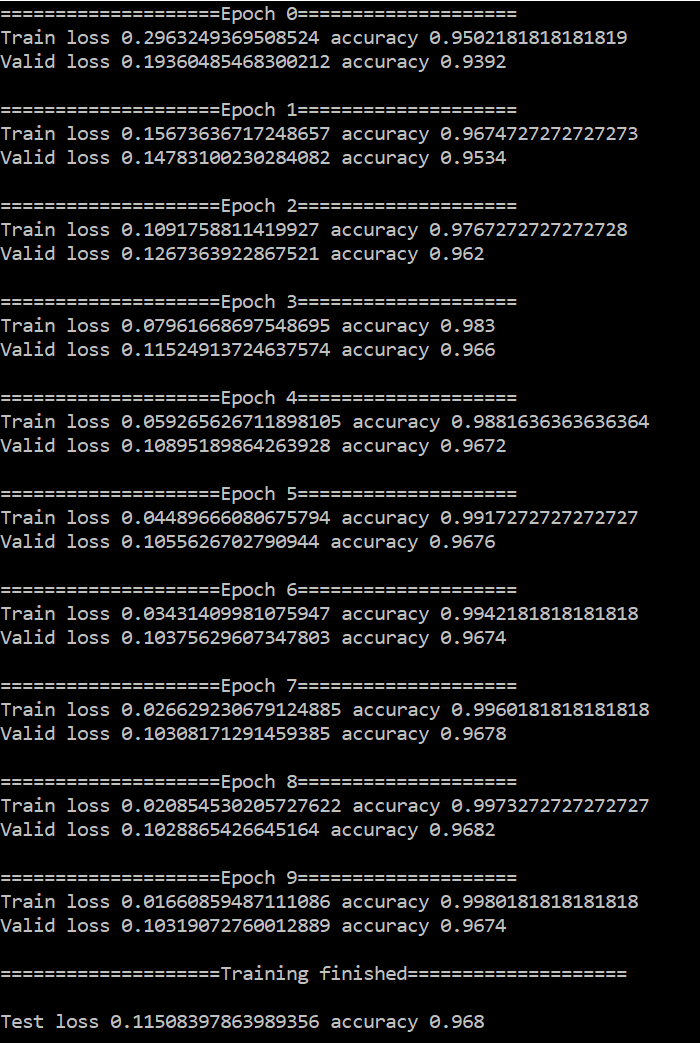 ====================Epoch 0====================
Train loss 0.2963249369508524 accuracy 0.9502181818181819
Valid loss 0.19360485468300212 accuracy 0.9392
====================Epoch 1====================
Train loss 0.15673636717248657 accuracy 0.9674727272727273
Valid loss 0.14783100230284082 accuracy 0.9534
====================Epoch 2====================
Train loss 0.1091758811419927 accuracy 0.9767272727272728
Valid loss 0.1267363922867521 accuracy 0.962
====================Epoch 3====================
Train loss 0.07961668697548695 accuracy 0.983
Valid loss 0.11524913724637574 accuracy 0.966
====================Epoch 4====================
Train loss 0.059265626711898105 accuracy 0.9881636363636364
Valid loss 0.10895189864263928 accuracy 0.9672
====================Epoch 5====================
Train loss 0.04489666080675794 accuracy 0.9917272727272727
Valid loss 0.1055626702790944 accuracy 0.9676
====================Epoch 6====================
Train loss 0.03431409981075947 accuracy 0.9942181818181818
Valid loss 0.10375629607347803 accuracy 0.9674
====================Epoch 7====================
Train loss 0.026629230679124885 accuracy 0.9960181818181818
Valid loss 0.10308171291459385 accuracy 0.9678
====================Epoch 8====================
Train loss 0.020854530205727622 accuracy 0.9973272727272727
Valid loss 0.1028865426645164 accuracy 0.9682
====================Epoch 9====================
Train loss 0.01660859487111086 accuracy 0.9980181818181818
Valid loss 0.10319072760012889 accuracy 0.9674
====================Training finished====================
Test loss 0.11508397863989356 accuracy 0.968